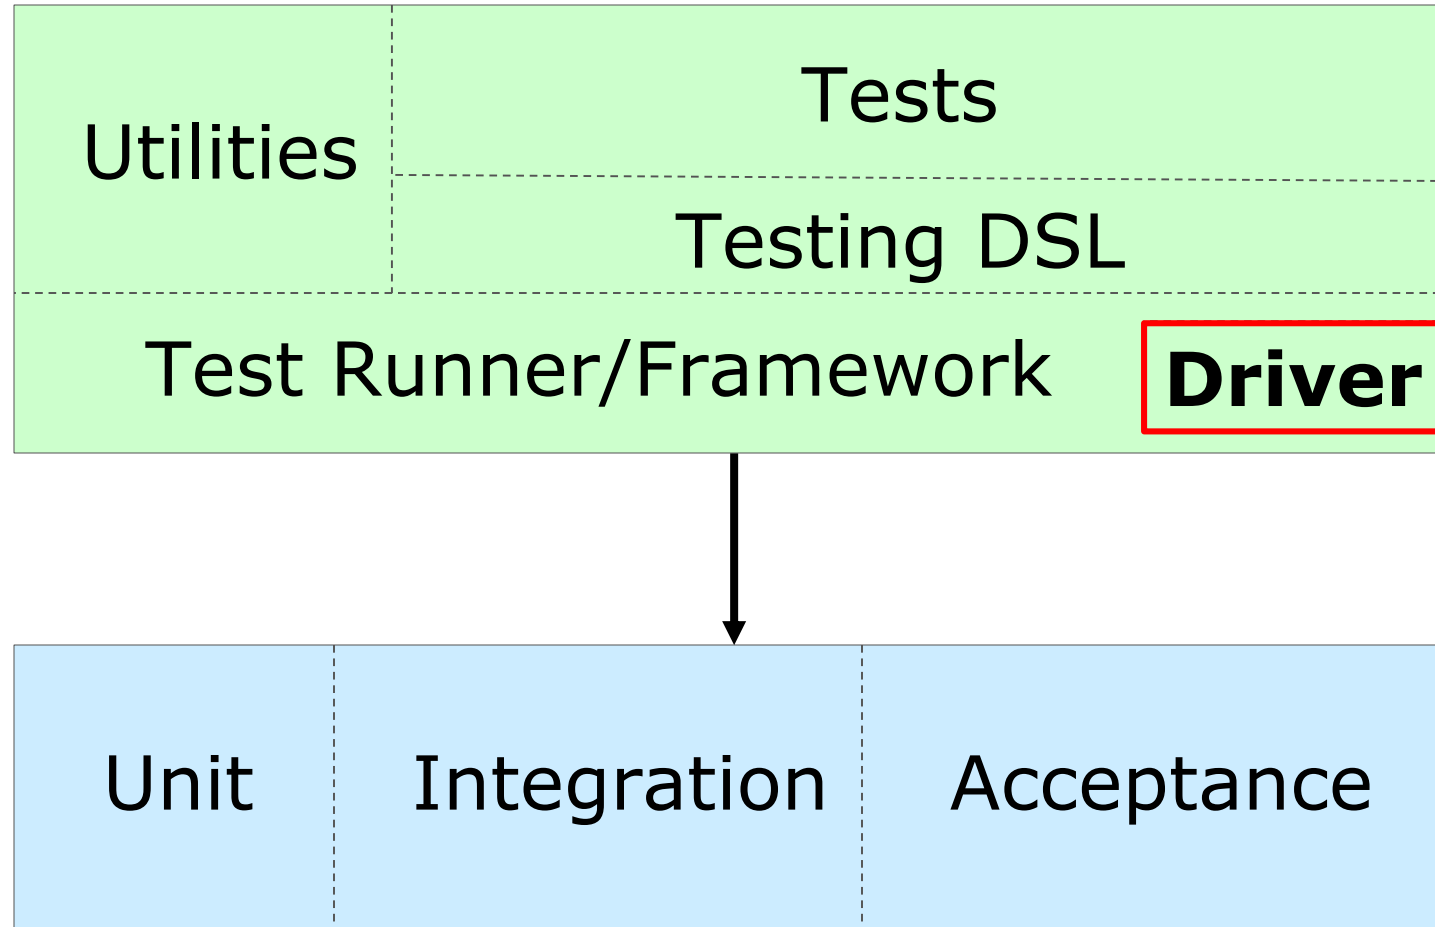 Tests
Utilities
Testing DSL
Test Runner/Framework
Driver
Unit
Integration
Acceptance